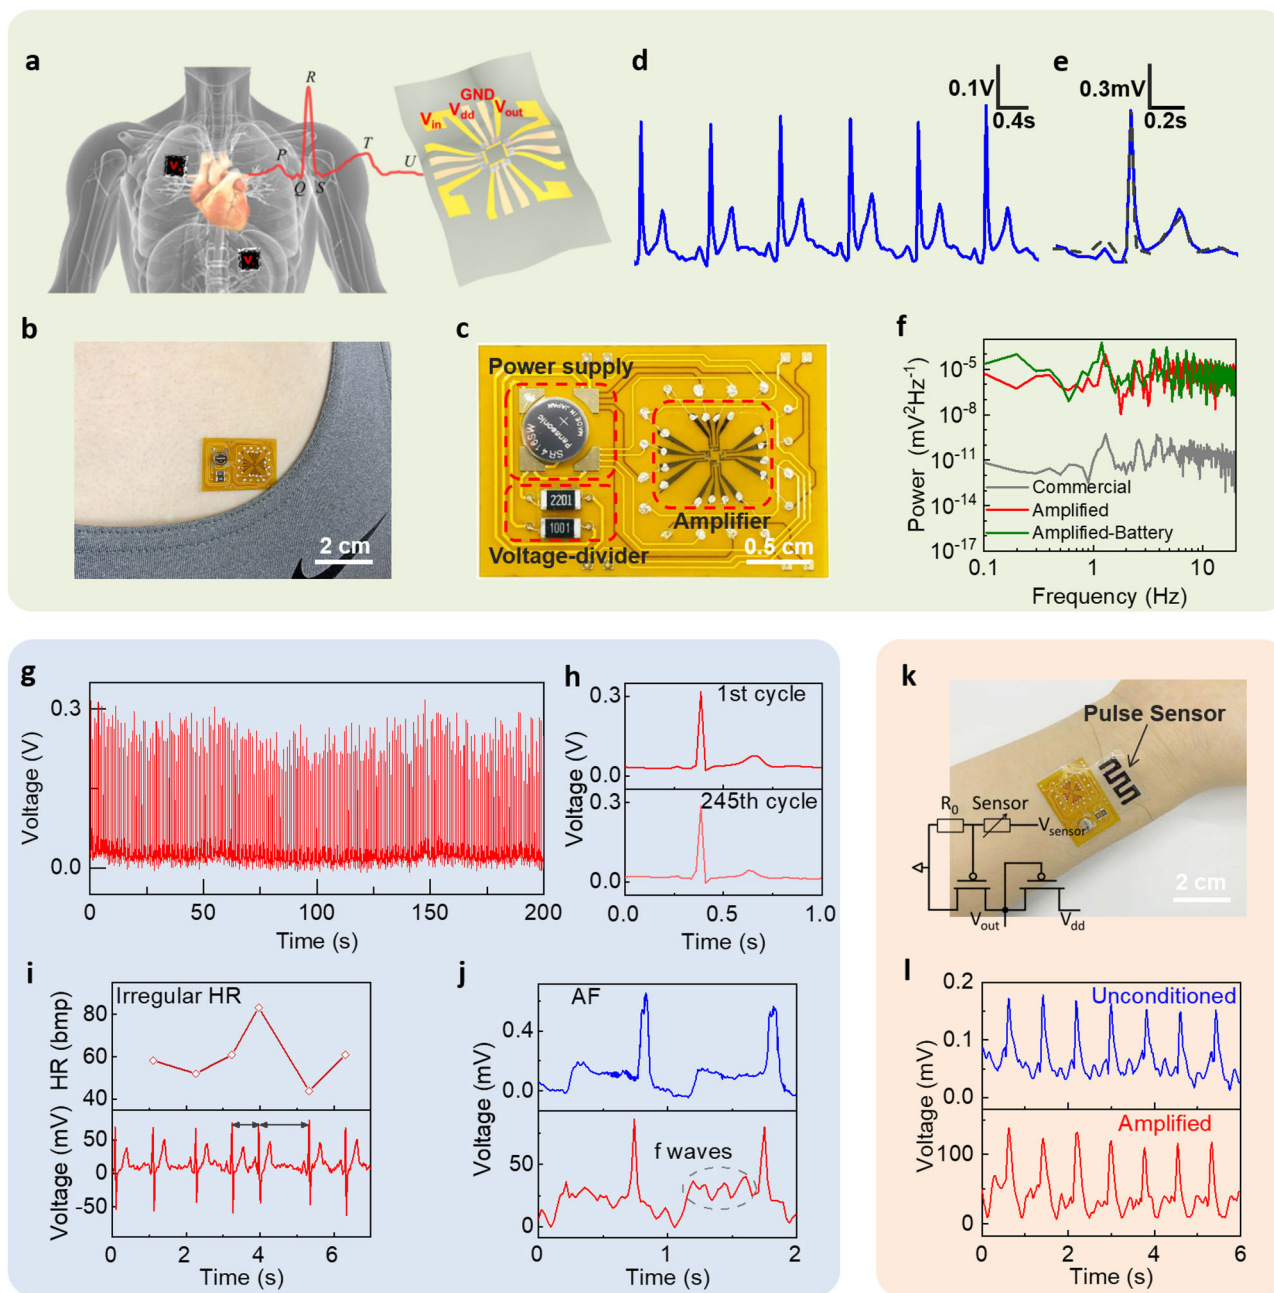 a
R
P
Q
S
T
U
V
V
Vin
Vdd
GND
Vout
b
2 cm
c
Power supply
Panasonic
SR416SW
MADE IN JAPAN
2201
1001
Voltage-divider
Amplifier
0.5 cm
d
0.1V
0.4s
e
0.3mV
0.2s
f
Power (mV²Hz⁻¹)
10⁻⁵
10⁻⁸
10⁻¹¹
10⁻¹⁴
10⁻¹⁷
Commercial
Amplified
Amplified-Battery
0.1 1 10
Frequency (Hz)
g
Voltage (V)
0.3
0.0
0 50 100 150 200
Time (s)
h
Voltage (V)
0.3
0.0
1st cycle
0.3
0.0
245th cycle
0.0 0.5 1.0
Time (s)
i
Irregular HR
HR (bmp)
80
60
40
Voltage (mV)
50
0
-50
0 2 4 6
Time (s)
j
AF
Voltage (mV)
0.4
0.0
f waves
50
0
0 1 2
Time (s)
k
Pulse Sensor
R0
Sensor
Vsensor
Vout
Vdd
2 cm
l
Voltage (mV)
0.2
0.1
0.0
Unconditioned
Amplified
100
0
0 2 4 6
Time (s)